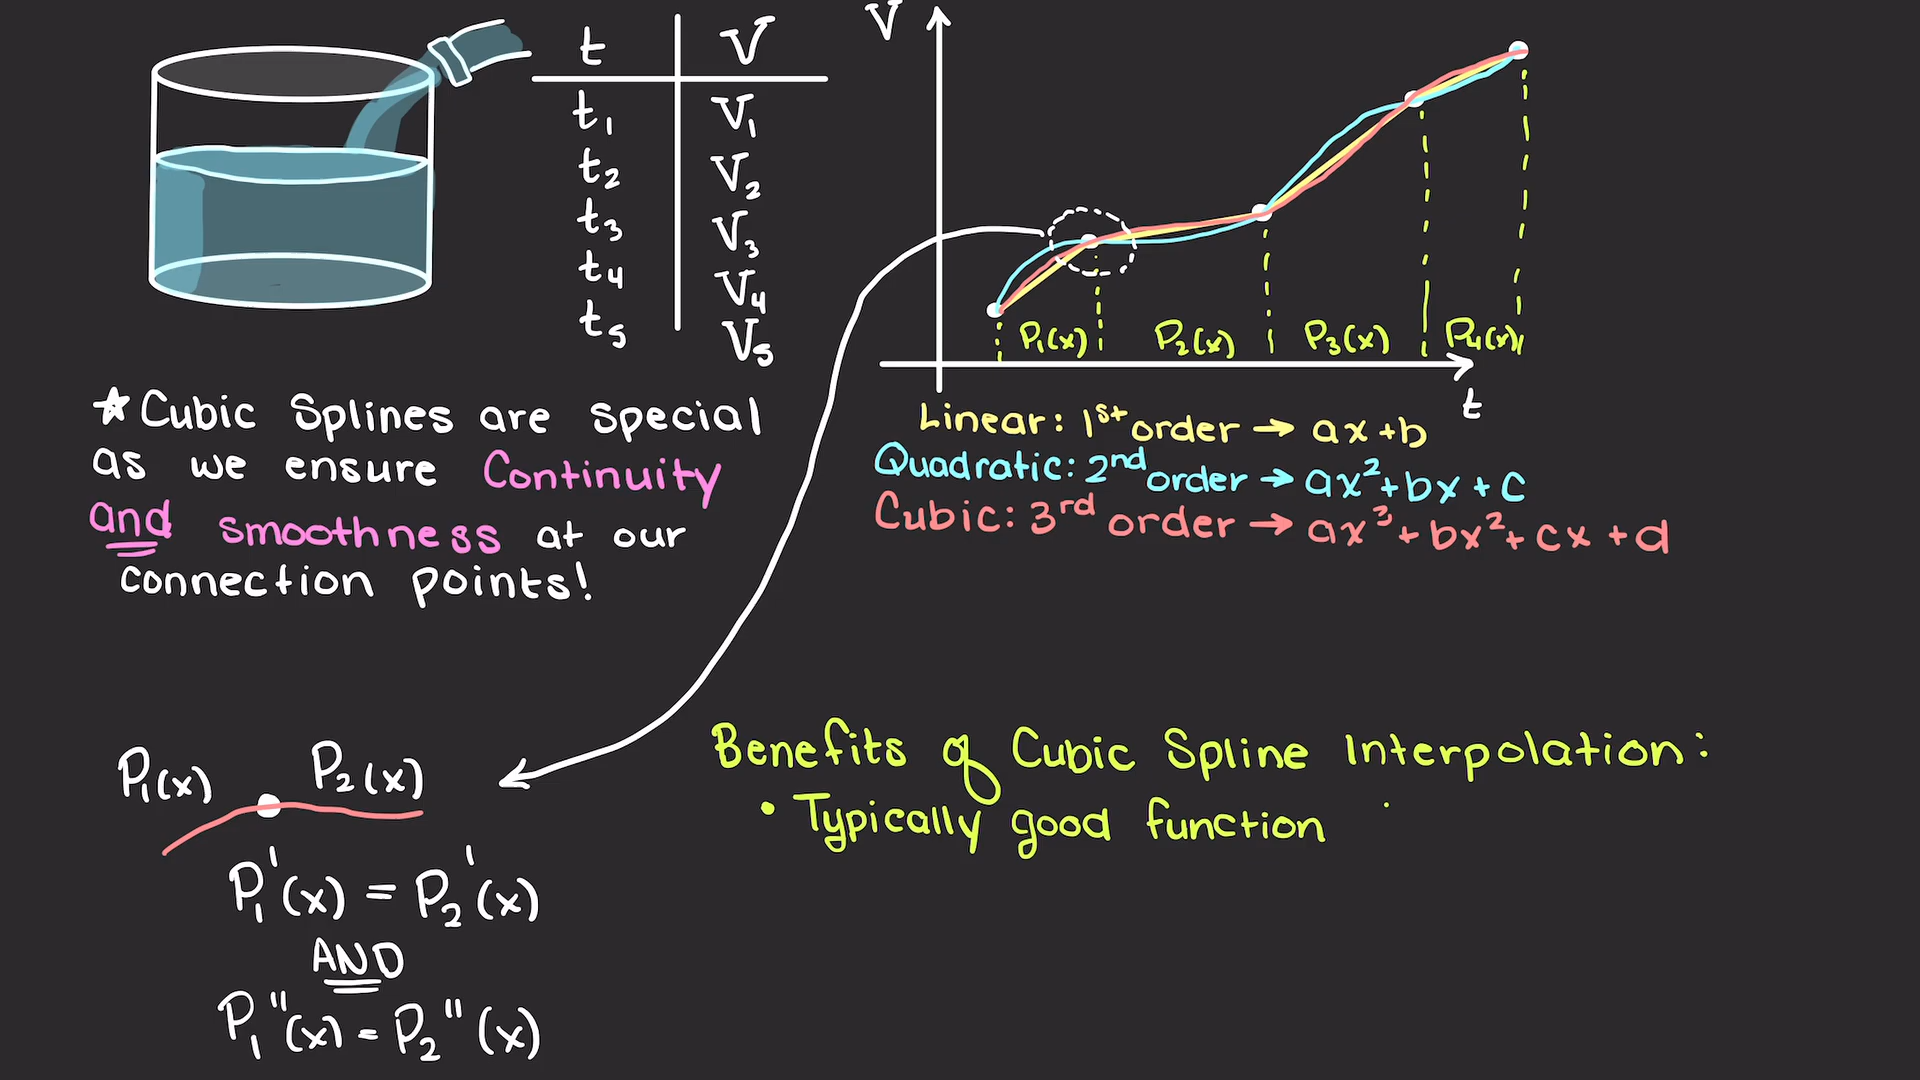 t V
t₁ V₁
t₂ V₂
t₃ V₃
t₄ V₄
t₅ V₅
V
P₁(x) P₂(x) P₃(x) P₄(x)
t
Linear: 1st order → ax+b
Quadratic: 2nd order → ax²+bx+c
Cubic: 3rd order → ax³+bx²+cx+d
★Cubic Splines are special
as we ensure Continuity
and smoothness at our
connection points!
P₁(x) P₂(x)
P₁'(x) = P₂'(x)
AND
P₁"(x) = P₂"(x)
Benefits of Cubic Spline Interpolation:
• Typically good function